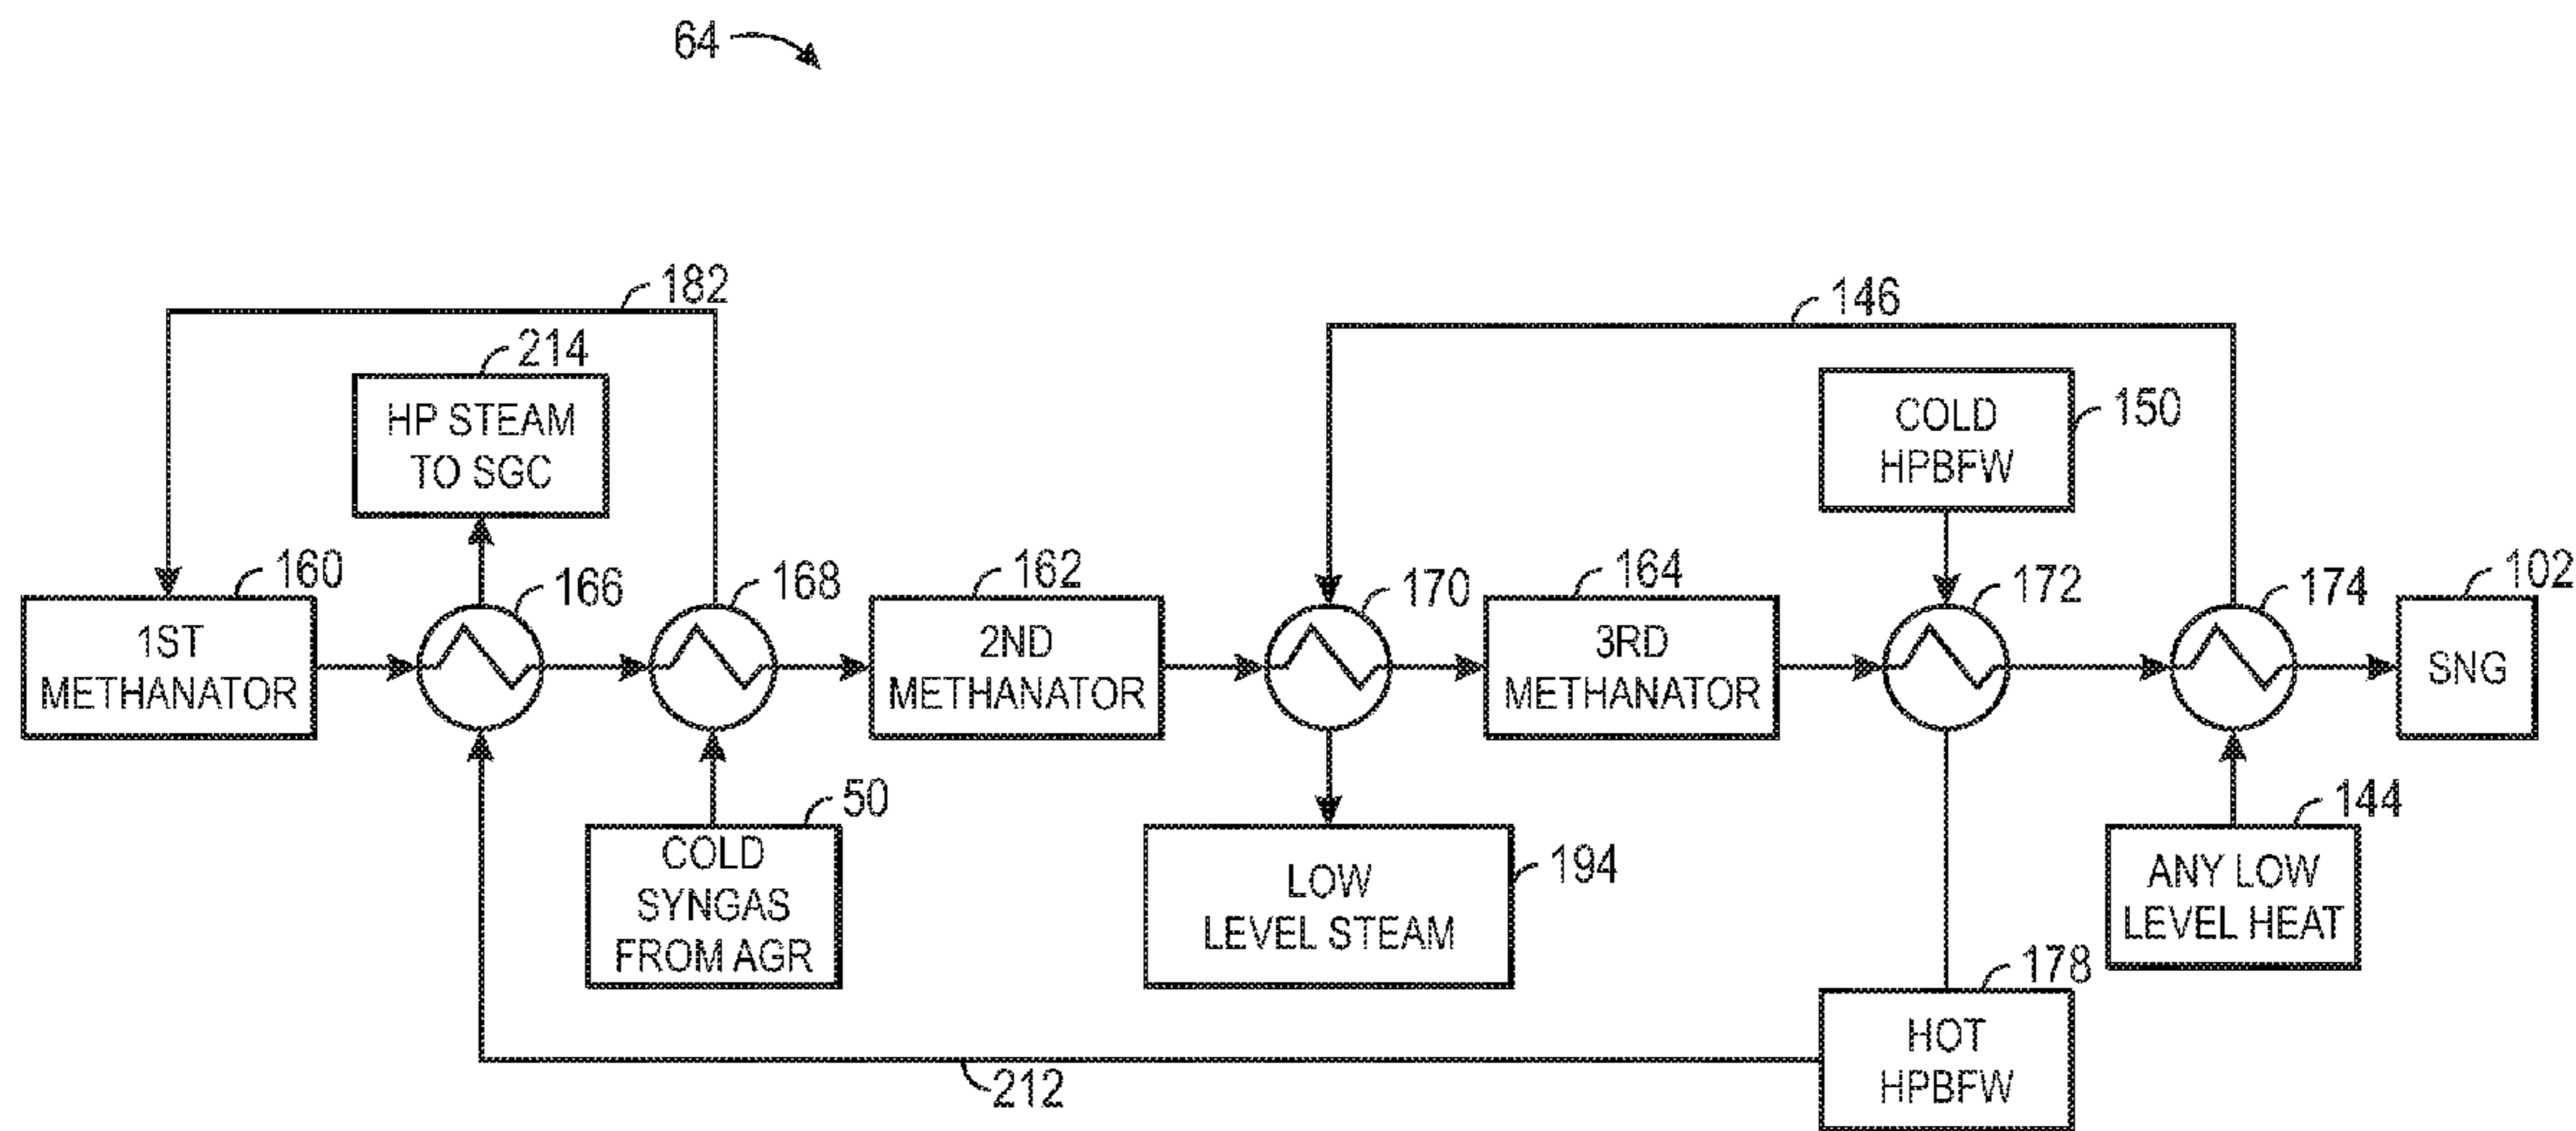 64
182
146
214
HP STEAM
TO SGC
COLD
HPBFW
150
160
166
168
162
170
164
172
174
102
1ST
METHANATOR
2ND
METHANATOR
3RD
METHANATOR
SNG
50
COLD
SYNGAS
FROM AGR
LOW
LEVEL STEAM
194
144
ANY LOW
LEVEL HEAT
178
HOT
HPBFW
212